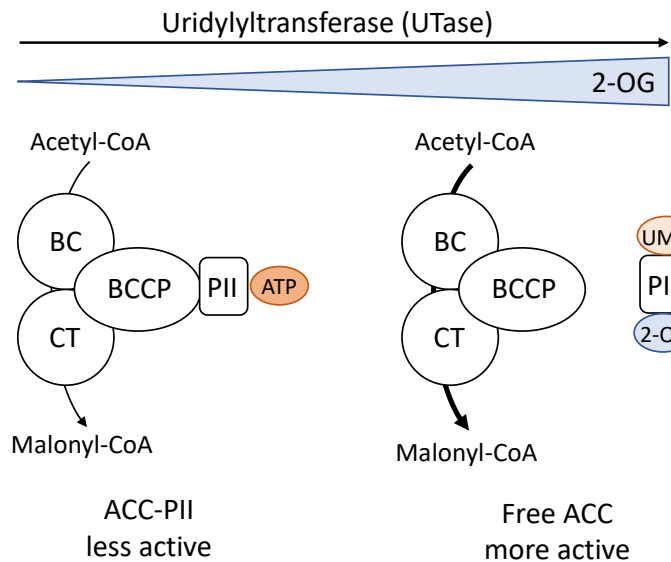 Uridylyltransferase (UTase)
2-OG
Acetyl-CoA
BC
BCCP
PII
ATP
CT
Malonyl-CoA
ACC-PII
less active
Acetyl-CoA
BC
BCCP
CT
Malonyl-CoA
Free ACC
more active